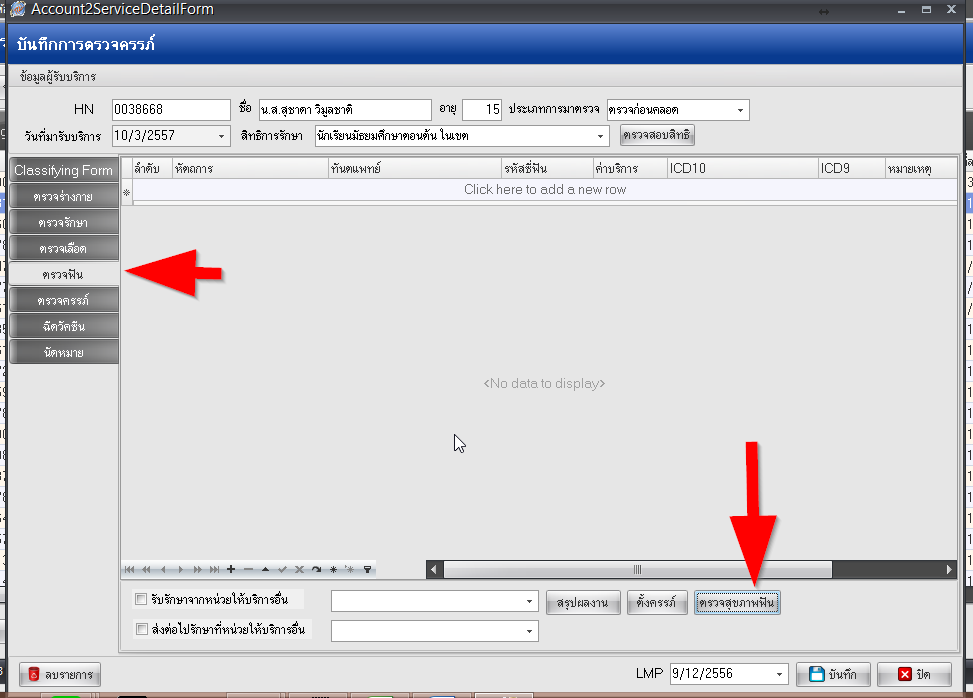 Account2ServiceDetailForm
บันทึกการตรวจครรภ์
ข้อมูลผู้รับบริการ
HN 0038668 ชื่อ น.ส.สุชาดา วิมูลชาติ อายุ 15 ประเภทการมาตรวจ ตรวจก่อนคลอด
วันที่มารับบริการ 10/3/2557 สิทธิการรักษา นักเรียนมัธยมศึกษาตอนต้น ในเขต ตรวจสอบสิทธิ
Classifying Form
ตรวจร่างกาย
ตรวจรักษา
ตรวจเลือด
ตรวจฟัน
ตรวจครรภ์
ฉีดวัคซีน
นัดหมาย
ลำดับ หัตถการ ทันตแพทย์ รหัสซี่ฟัน ค่าบริการ ICD10 ICD9 หมายเหตุ
Click here to add a new row
<No data to display>
รับรักษาจากหน่วยให้บริการอื่น
ส่งต่อไปรักษาที่หน่วยให้บริการอื่น
สรุปผลงาน ตั้งครรภ์ ตรวจสุขภาพฟัน
ลบรายการ LMP 9/12/2556 บันทึก ปิด